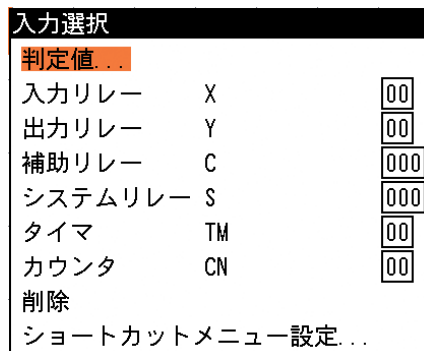 入力選択
判定値...
入力リレー X 00
出力リレー Y 00
補助リレー C 000
システムリレー S 000
タイマ TM 00
カウンタ CN 00
削除
ショートカットメニュー設定...